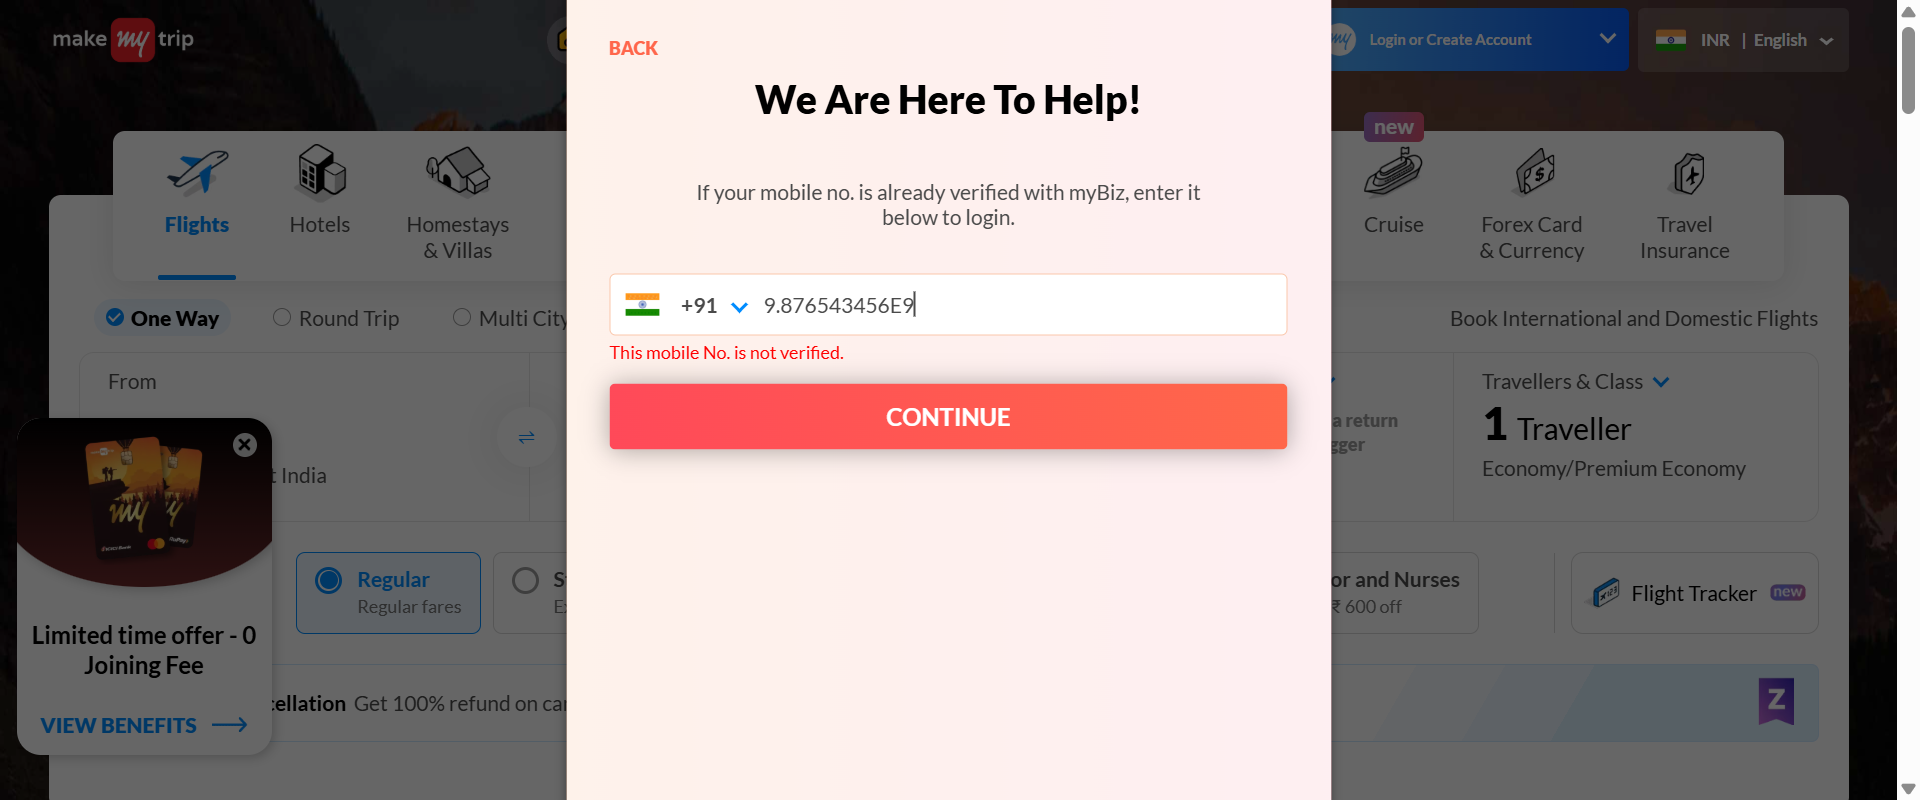 make my trip
Login or Create Account
INR | English
Flights
Hotels
Homestays
& Villas
new
Cruise
Forex Card
& Currency
Travel
Insurance
One Way
Round Trip
Multi City
Book International and Domestic Flights
From
t India
a return
gger
Travellers & Class
1 Traveller
Economy/Premium Economy
Regular
Regular fares
or and Nurses
₹ 600 off
Flight Tracker new
cellation Get 100% refund on can
Z
my
Limited time offer - 0
Joining Fee
VIEW BENEFITS
BACK
We Are Here To Help!
If your mobile no. is already verified with myBiz, enter it
below to login.
+91 9.876543456E9
This mobile No. is not verified.
CONTINUE